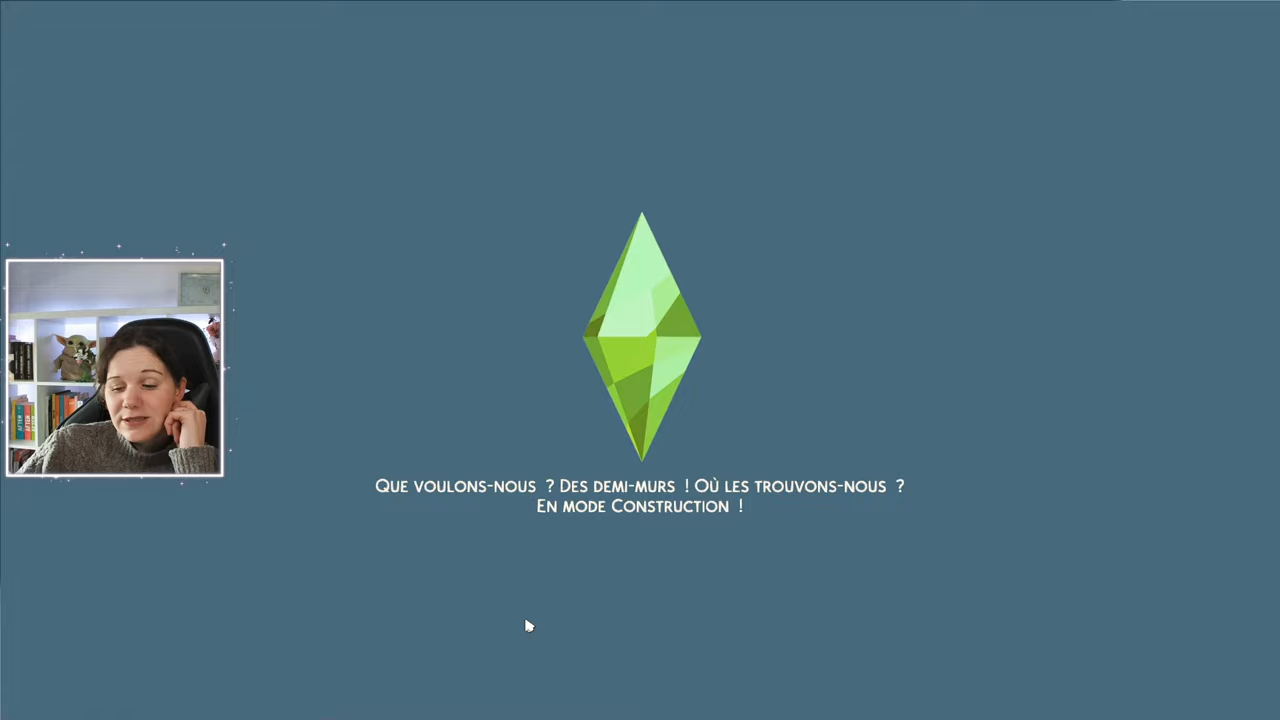 Que voulons-nous ? Des demi-murs ! Où les trouvons-nous ?
En mode Construction !